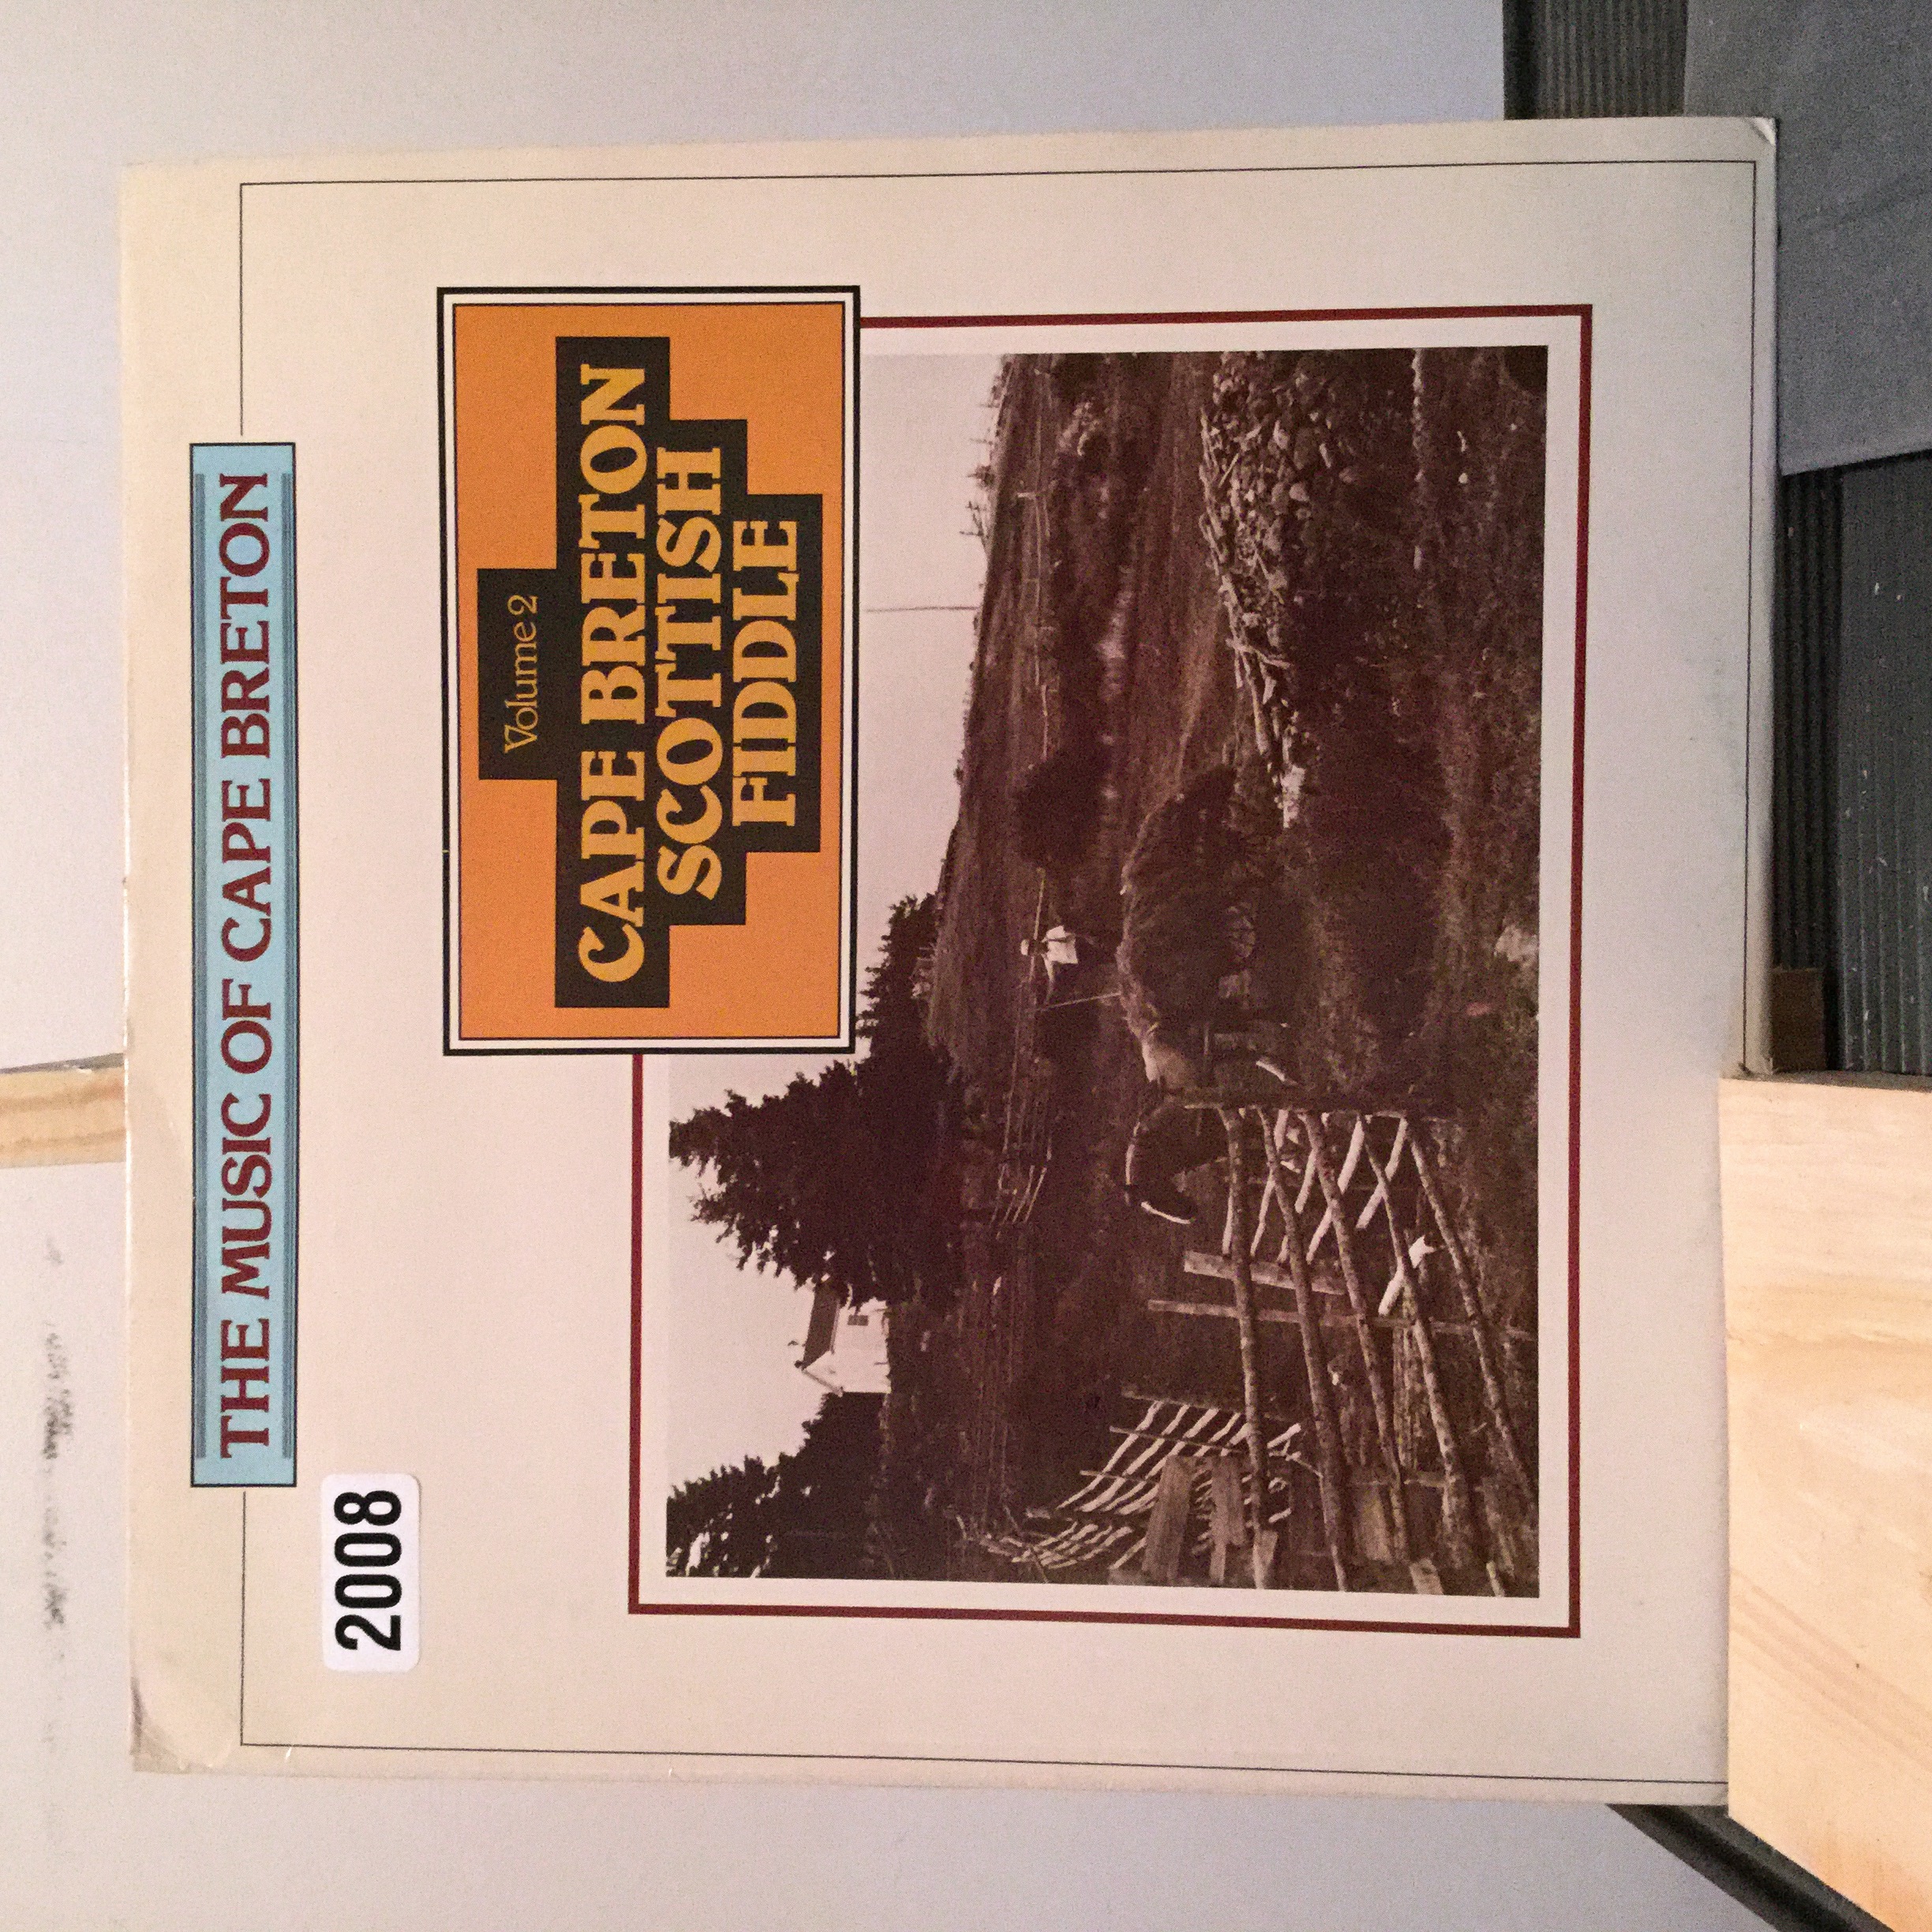 THE MUSIC OF CAPE BRETON
2008
Volume 2
CAPE BRETON
SCOTTISH
FIDDLE